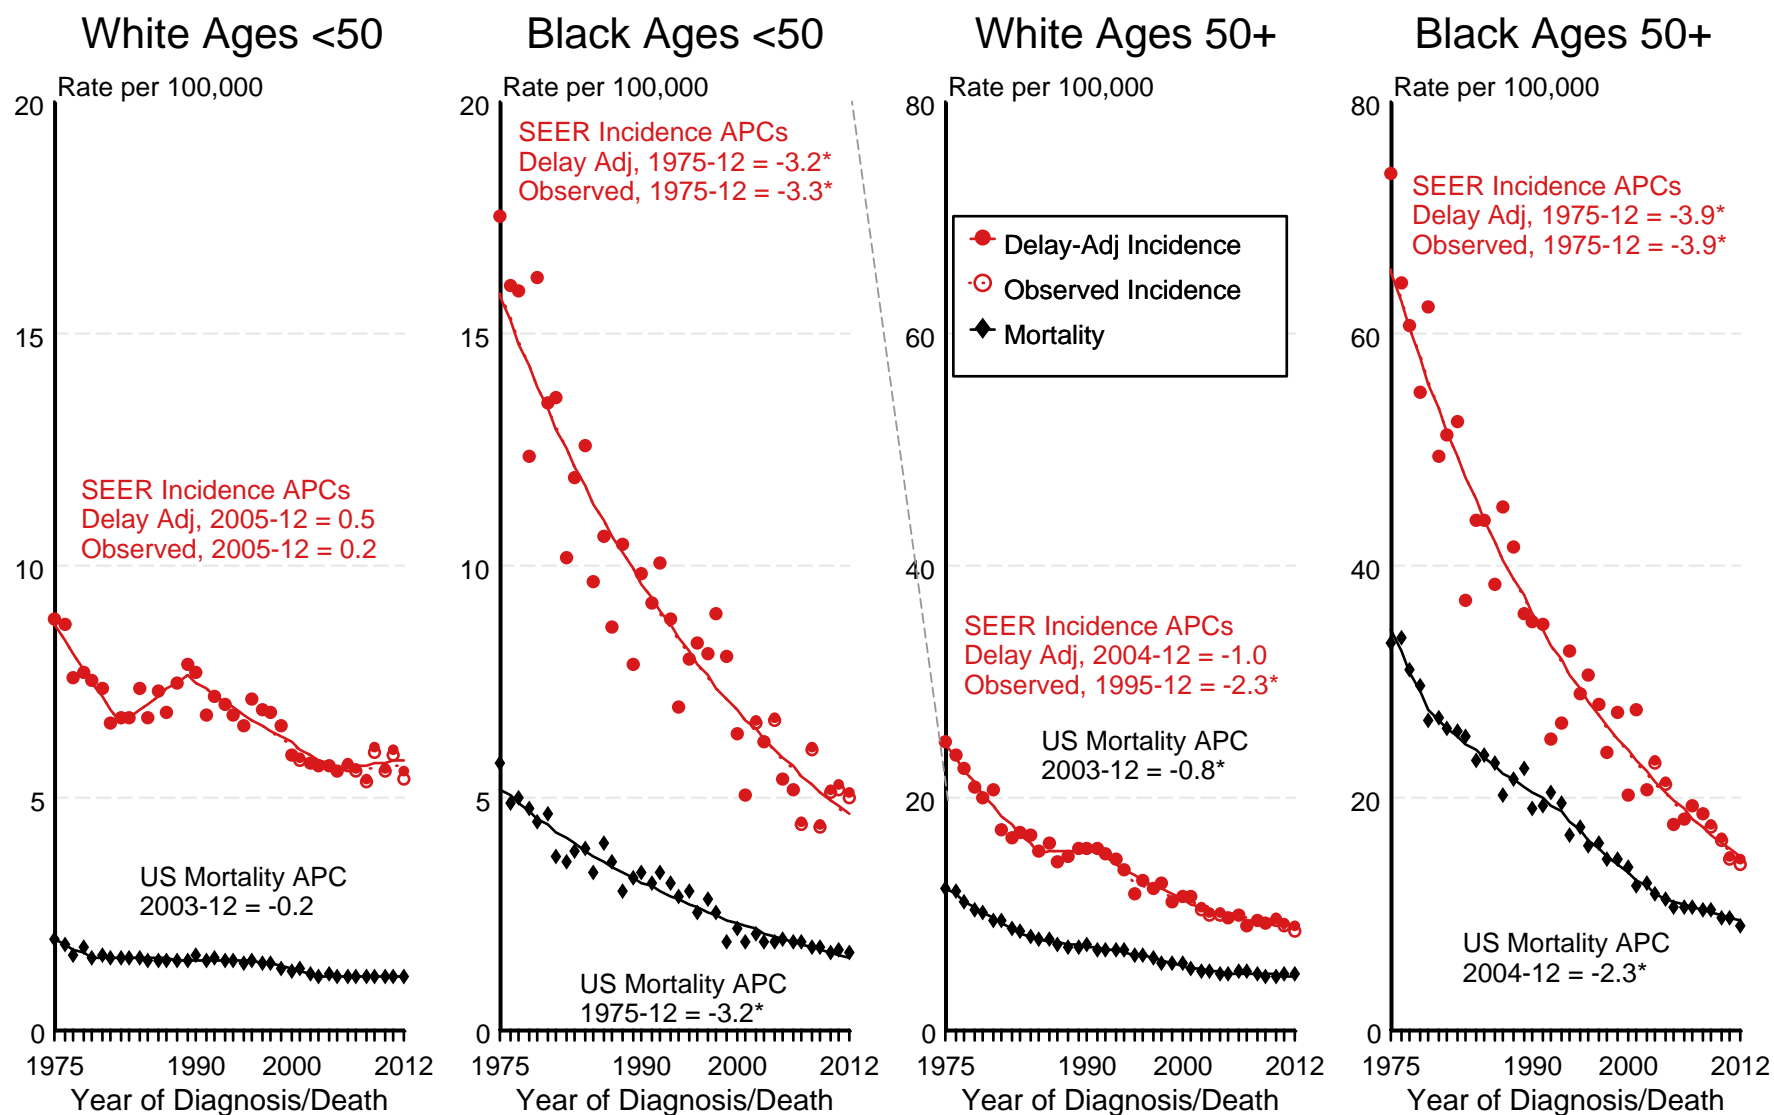 White Ages <50
Rate per 100,000
20
15
10
5
0
SEER Incidence APCs
Delay Adj, 2005-12 = 0.5
Observed, 2005-12 = 0.2
US Mortality APC
2003-12 = -0.2
1975
1990
2000
2012
Year of Diagnosis/Death
Black Ages <50
Rate per 100,000
20
15
10
5
0
SEER Incidence APCs
Delay Adj, 1975-12 = -3.2*
Observed, 1975-12 = -3.3*
US Mortality APC
1975-12 = -3.2*
1975
1990
2000
2012
Year of Diagnosis/Death
White Ages 50+
Rate per 100,000
80
60
40
20
0
Delay-Adj Incidence
Observed Incidence
Mortality
SEER Incidence APCs
Delay Adj, 2004-12 = -1.0
Observed, 1995-12 = -2.3*
US Mortality APC
2003-12 = -0.8*
1975
1990
2000
2012
Year of Diagnosis/Death
Black Ages 50+
Rate per 100,000
80
60
40
20
0
SEER Incidence APCs
Delay Adj, 1975-12 = -3.9*
Observed, 1975-12 = -3.9*
US Mortality APC
2004-12 = -2.3*
1975
1990
2000
2012
Year of Diagnosis/Death